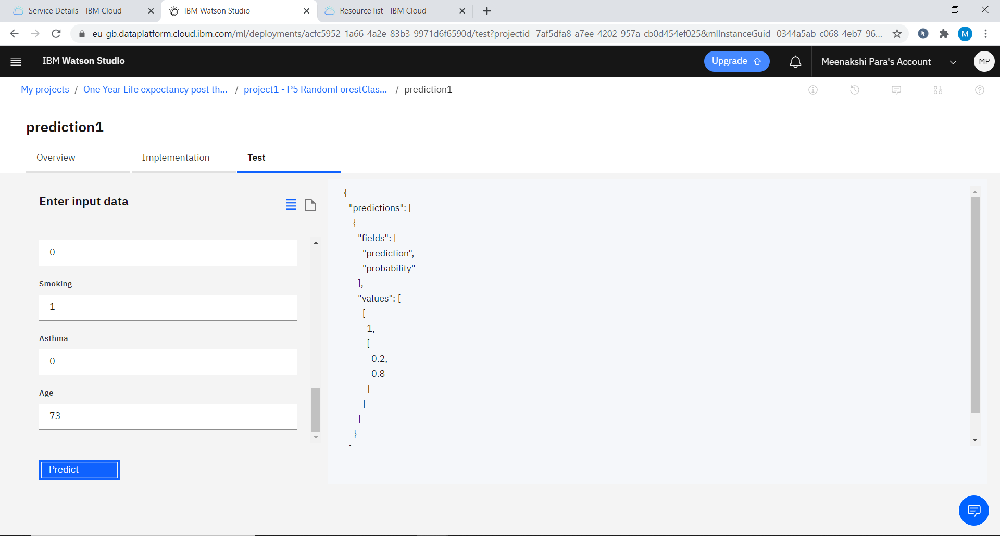 Service Details - IBM Cloud
IBM Watson Studio
Resource list - IBM Cloud
eu-gb.dataplatform.cloud.ibm.com/ml/deployments/acfc5952-1a66-4a2e-83b3-9971d6f6590d/test?projectid=7af5dfa8-a7ee-4202-957a-cb0d454ef025&mlInstanceGuid=0344a5ab-c068-4eb7-96...
M
IBM Watson Studio
Upgrade
Meenakshi Para's Account
MP
My projects / One Year Life expectancy post th... / project1 - P5 RandomForestClas... / prediction1
prediction1
Overview
Implementation
Test
Enter input data
0
Smoking
1
Asthma
0
Age
73
Predict
{
"predictions": [
{
"fields": [
"prediction",
"probability"
],
"values": [
[
1,
[
0.2,
0.8
]
]
]
}